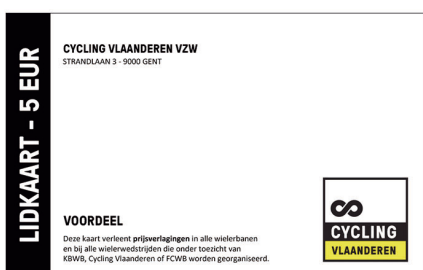 LIDKAART - 5 EUR
CYCLING VLAANDEREN VZW
STRANDLAAN 3 - 9000 GENT
VOORDEEL
Deze kaart verleent prijsverlagingen in alle wielerbanen
en bij alle wielerwedstrijden die onder toezicht van
KBWB, Cycling Vlaanderen of FCWB worden georganiseerd.
CYCLING
VLAANDEREN